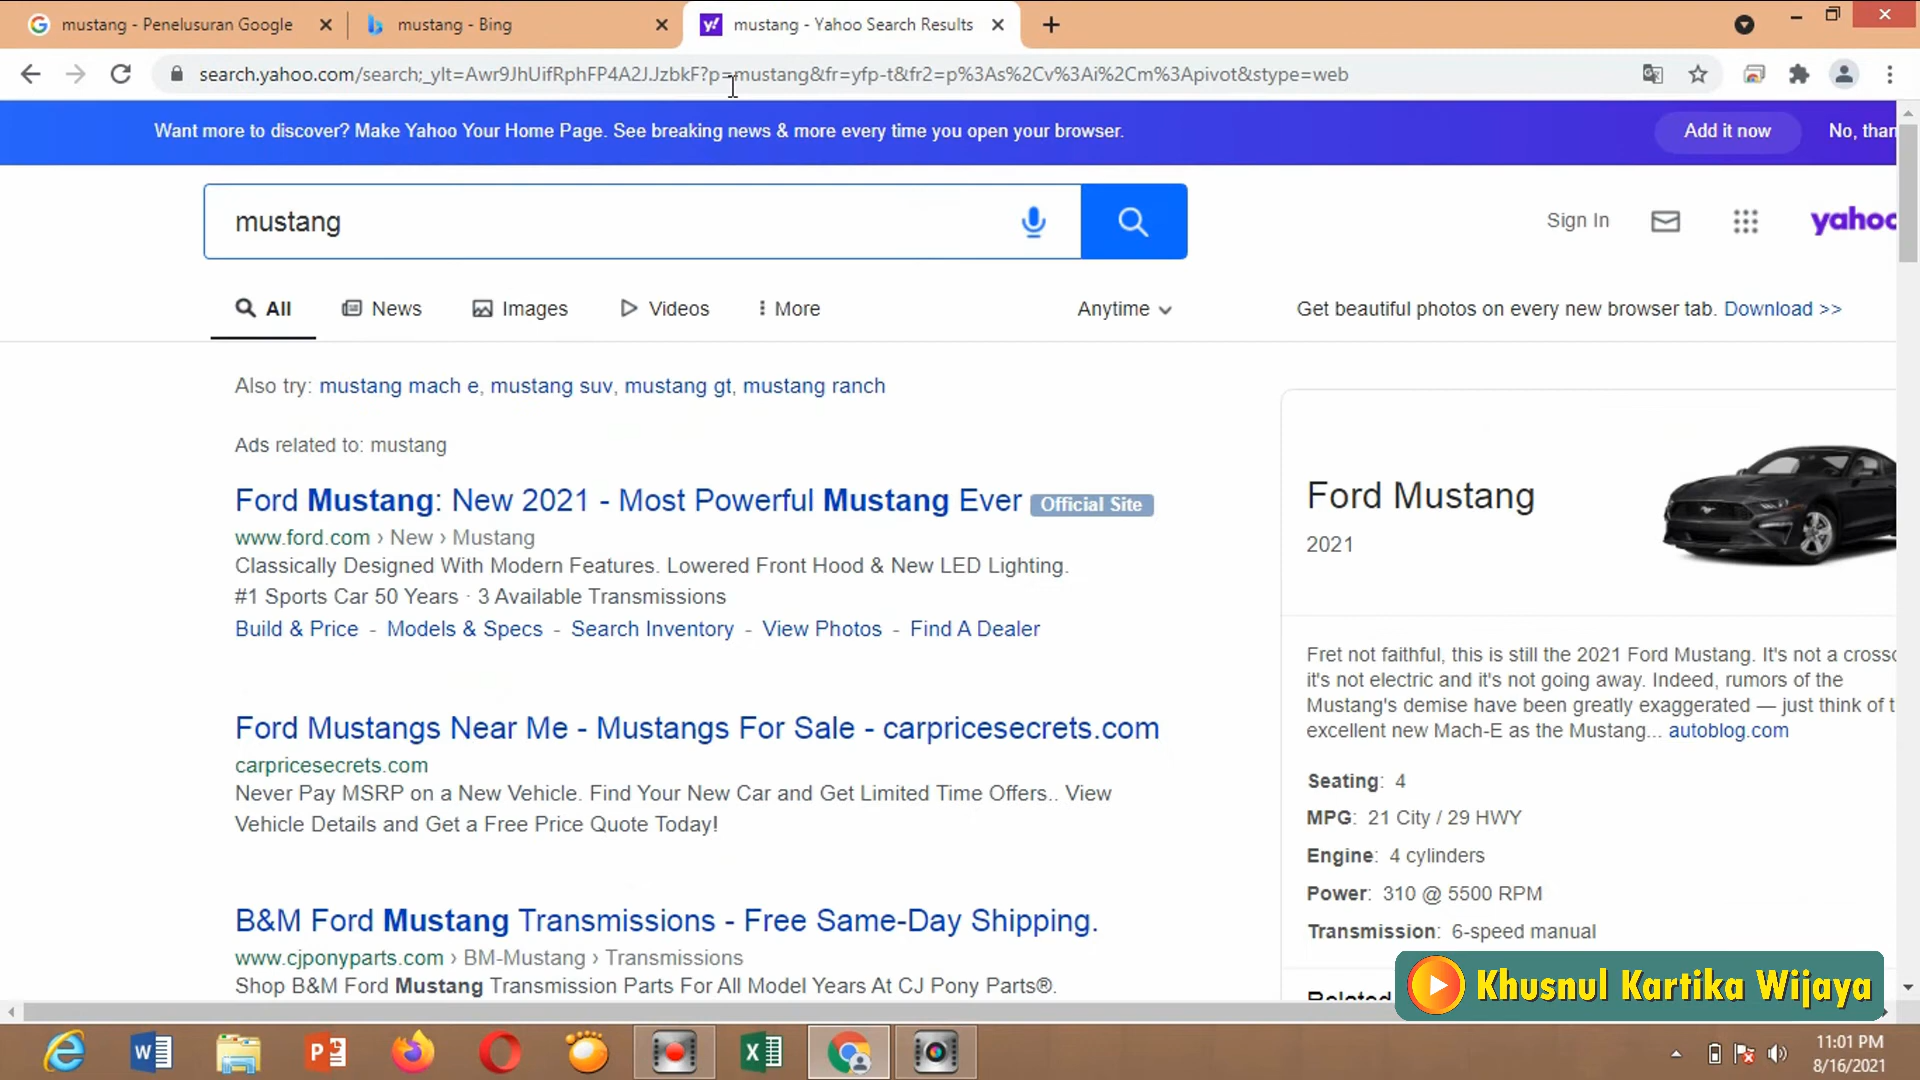 mustang - Penelusuran Google
mustang - Bing
mustang - Yahoo Search Results
search.yahoo.com/search;_ylt=Awr9JhUifRphFP4A2J.JzbkF?p=mustang&fr=yfp-t&fr2=p%3As%2Cv%3Ai%2Cm%3Apivot&stype=web
Want more to discover? Make Yahoo Your Home Page. See breaking news & more every time you open your browser.
Add it now
No, than
mustang
Sign In
yahoo
All
News
Images
Videos
More
Anytime
Get beautiful photos on every new browser tab. Download >>
Also try: mustang mach e, mustang suv, mustang gt, mustang ranch
Ads related to: mustang
Ford Mustang: New 2021 - Most Powerful Mustang Ever Official Site
www.ford.com › New › Mustang
Classically Designed With Modern Features. Lowered Front Hood & New LED Lighting.
#1 Sports Car 50 Years · 3 Available Transmissions
Build & Price - Models & Specs - Search Inventory - View Photos - Find A Dealer
Ford Mustangs Near Me - Mustangs For Sale - carpricesecrets.com
carpricesecrets.com
Never Pay MSRP on a New Vehicle. Find Your New Car and Get Limited Time Offers.. View
Vehicle Details and Get a Free Price Quote Today!
B&M Ford Mustang Transmissions - Free Same-Day Shipping.
www.cjponyparts.com › BM-Mustang › Transmissions
Shop B&M Ford Mustang Transmission Parts For All Model Years At CJ Pony Parts®.
Ford Mustang
2021
Fret not faithful, this is still the 2021 Ford Mustang. It's not a crosso
it's not electric and it's not going away. Indeed, rumors of the
Mustang's demise have been greatly exaggerated — just think of t
excellent new Mach-E as the Mustang... autoblog.com
Seating: 4
MPG: 21 City / 29 HWY
Engine: 4 cylinders
Power: 310 @ 5500 RPM
Transmission: 6-speed manual
Related
Khusnul Kartika Wijaya
11:01 PM
8/16/2021